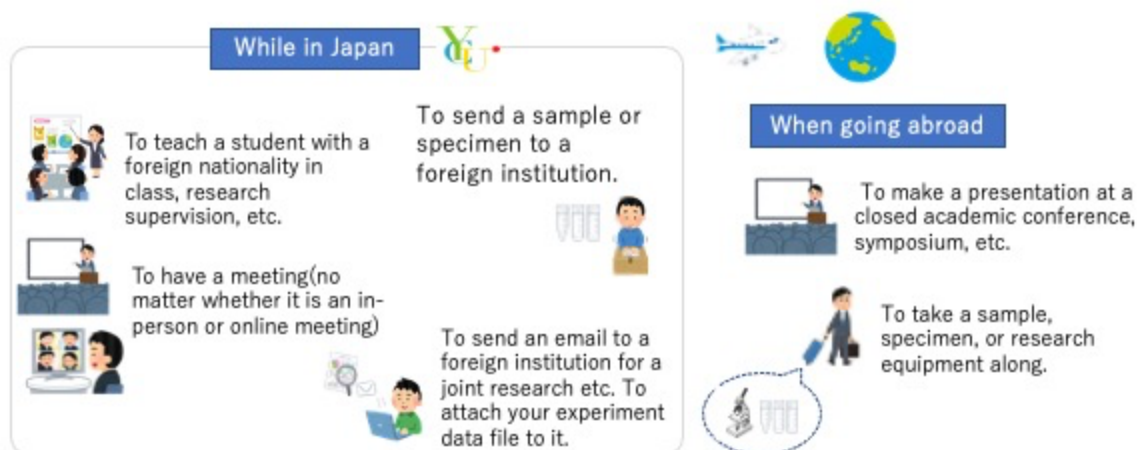 While in Japan
YCU
To teach a student with a
foreign nationality in
class, research
supervision, etc.
To have a meeting(no
matter whether it is an in-
person or online meeting)
To send a sample or
specimen to a
foreign institution.
To send an email to a
foreign institution for a
joint research etc. To
attach your experiment
data file to it.
When going abroad
To make a presentation at a
closed academic conference,
symposium, etc.
To take a sample,
specimen, or research
equipment along.